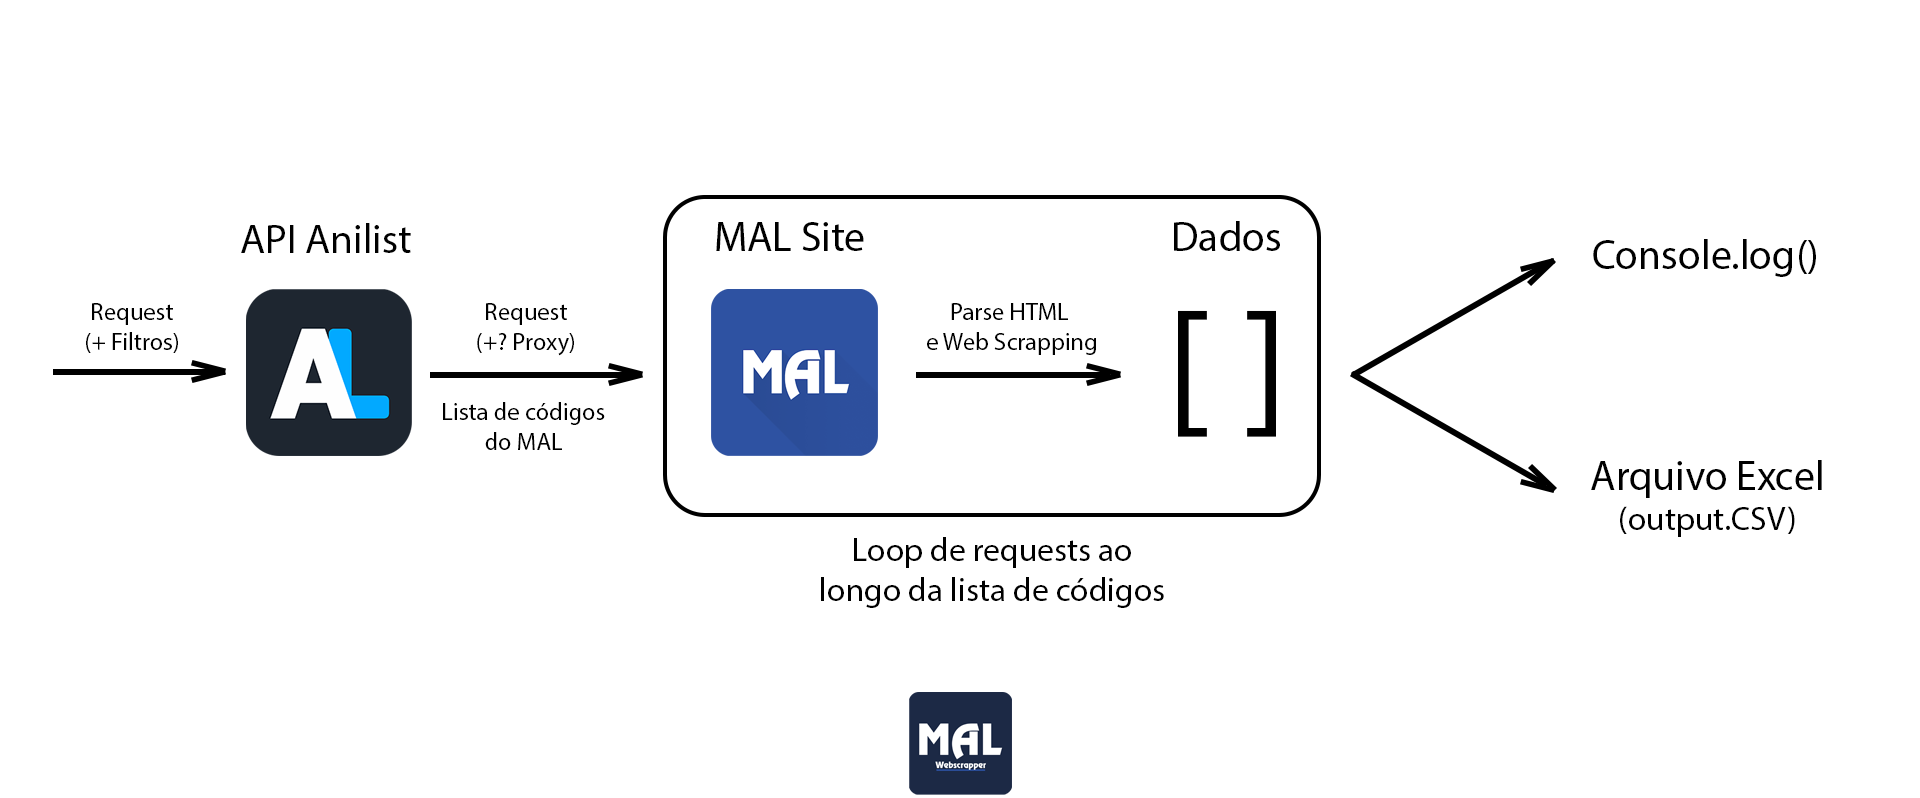 API Anilist
Request
(+ Filtros)
AL
Request
(+? Proxy)
Lista de códigos
do MAL
MAL Site
MAL
Parse HTML
e Web Scrapping
Dados
[ ]
Loop de requests ao
longo da lista de códigos
Console.log()
Arquivo Excel
(output.CSV)
MAL
Webscrapper